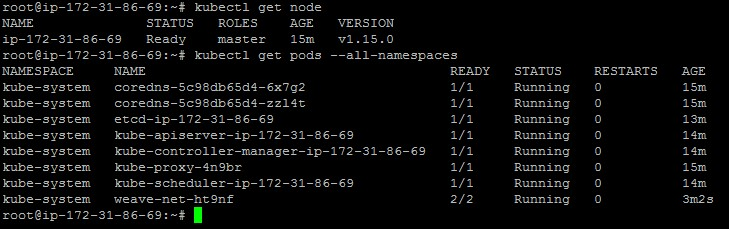 root@ip-172-31-86-69:~# kubectl get node
NAME STATUS ROLES AGE VERSION
ip-172-31-86-69 Ready master 15m v1.15.0
root@ip-172-31-86-69:~# kubectl get pods --all-namespaces
NAMESPACE NAME READY STATUS RESTARTS AGE
kube-system coredns-5c98db65d4-6x7g2 1/1 Running 0 15m
kube-system coredns-5c98db65d4-zzl4t 1/1 Running 0 15m
kube-system etcd-ip-172-31-86-69 1/1 Running 0 13m
kube-system kube-apiserver-ip-172-31-86-69 1/1 Running 0 14m
kube-system kube-controller-manager-ip-172-31-86-69 1/1 Running 0 14m
kube-system kube-proxy-4n9br 1/1 Running 0 15m
kube-system kube-scheduler-ip-172-31-86-69 1/1 Running 0 14m
kube-system weave-net-ht9nf 2/2 Running 0 3m2s
root@ip-172-31-86-69:~#